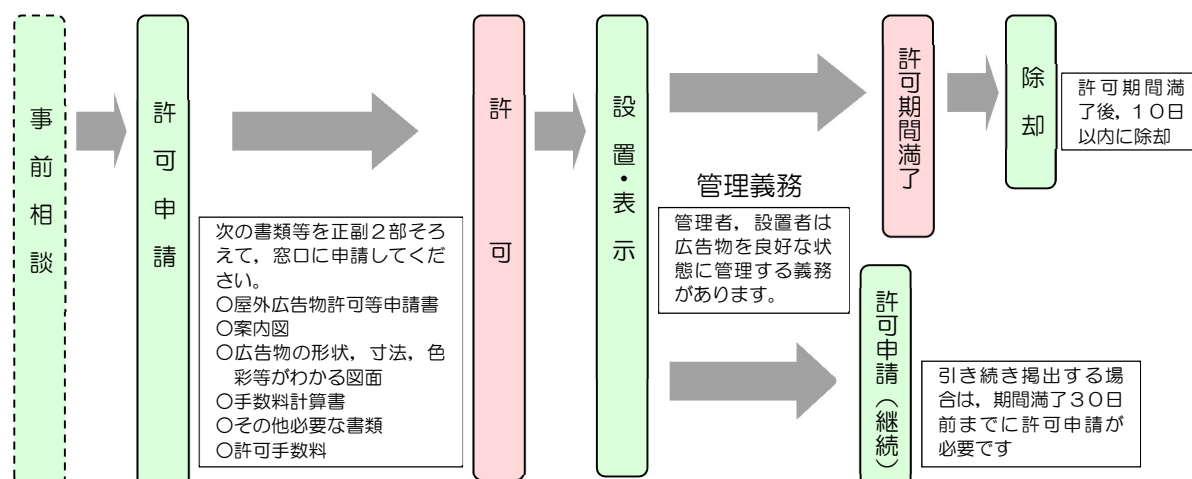 事前相談
許可申請
次の書類等を正副２部そろ
えて，窓口に申請してくだ
さい。
○屋外広告物許可等申請書
○案内図
○広告物の形状，寸法，色
彩等がわかる図面
○手数料計算書
○その他必要な書類
○許可手数料
許可
設置・表示
管理義務
管理者，設置者は
広告物を良好な状
態に管理する義務
があります。
許可期間満了
除却
許可期間満
了後，１０日
以内に除却
許可申請（継続）
引き続き掲出する場
合は，期間満了３０日
前までに許可申請が
必要です